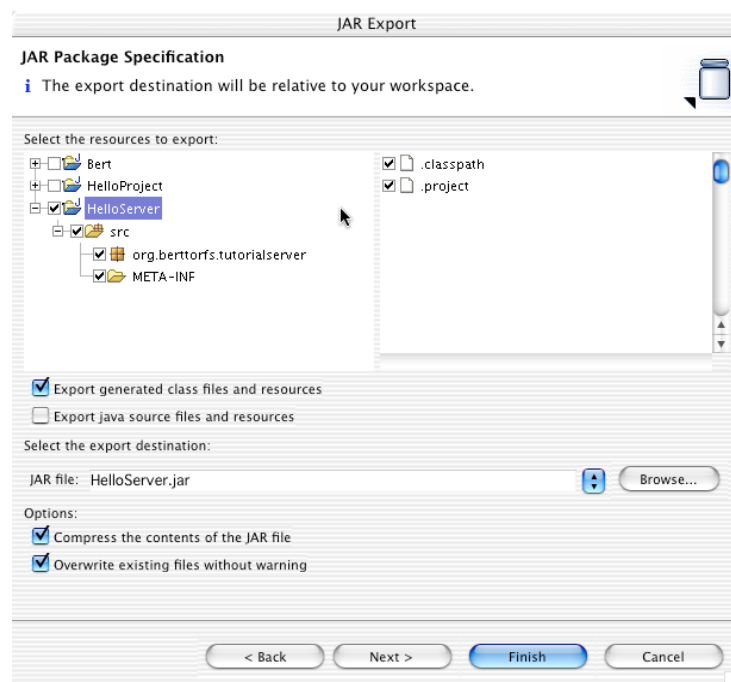 JAR Export
JAR Package Specification
i The export destination will be relative to your workspace.
Select the resources to export:
Bert
HelloProject
HelloServer
src
org.berttorfs.tutorialserver
META-INF
.classpath
.project
Export generated class files and resources
Export java source files and resources
Select the export destination:
JAR file: HelloServer.jar Browse...
Options:
Compress the contents of the JAR file
Overwrite existing files without warning
< Back Next > Finish Cancel